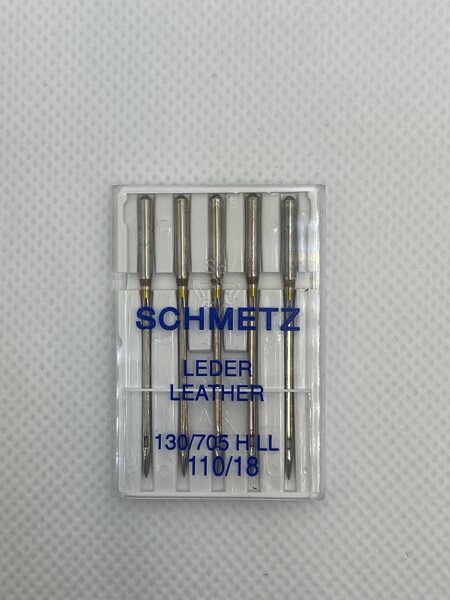 SCHMETZ
LEDER
LEATHER
130/705 H LL
110/18